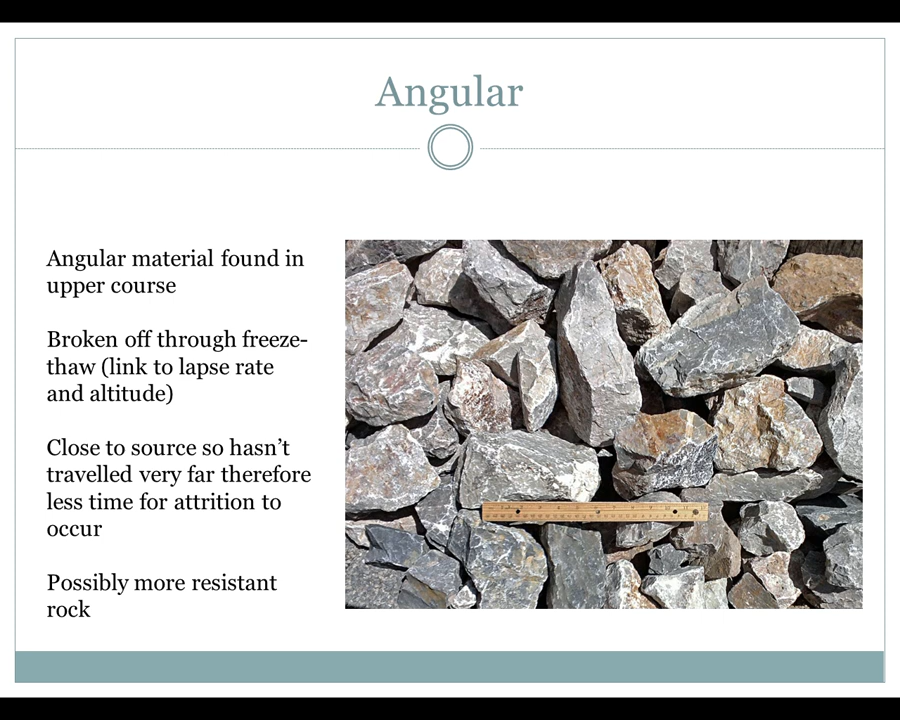 Angular
Angular material found in
upper course
Broken off through freeze-
thaw (link to lapse rate
and altitude)
Close to source so hasn’t
travelled very far therefore
less time for attrition to
occur
Possibly more resistant
rock